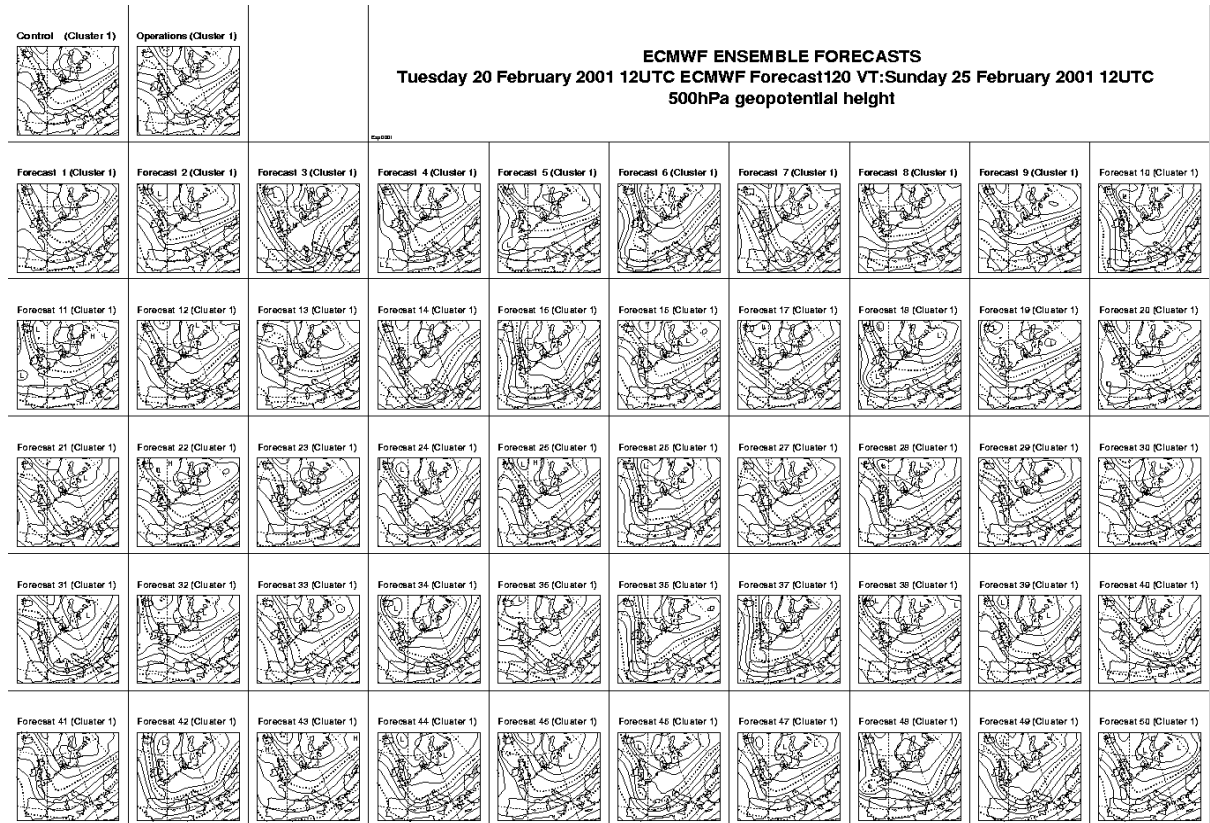 Control (Cluster 1)
Operations (Cluster 1)
ECMWF ENSEMBLE FORECASTS
Tuesday 20 February 2001 12UTC ECMWF Forecast120 VT:Sunday 25 February 2001 12UTC
500hPa geopotential height
Forecast 1 (Cluster 1)
Forecast 2 (Cluster 1)
Forecast 3 (Cluster 1)
Forecast 4 (Cluster 1)
Forecast 5 (Cluster 1)
Forecast 6 (Cluster 1)
Forecast 7 (Cluster 1)
Forecast 8 (Cluster 1)
Forecast 9 (Cluster 1)
Forecast 10 (Cluster 1)
Forecast 11 (Cluster 1)
Forecast 12 (Cluster 1)
Forecast 13 (Cluster 1)
Forecast 14 (Cluster 1)
Forecast 15 (Cluster 1)
Forecast 16 (Cluster 1)
Forecast 17 (Cluster 1)
Forecast 18 (Cluster 1)
Forecast 19 (Cluster 1)
Forecast 20 (Cluster 1)
Forecast 21 (Cluster 1)
Forecast 22 (Cluster 1)
Forecast 23 (Cluster 1)
Forecast 24 (Cluster 1)
Forecast 25 (Cluster 1)
Forecast 26 (Cluster 1)
Forecast 27 (Cluster 1)
Forecast 28 (Cluster 1)
Forecast 29 (Cluster 1)
Forecast 30 (Cluster 1)
Forecast 31 (Cluster 1)
Forecast 32 (Cluster 1)
Forecast 33 (Cluster 1)
Forecast 34 (Cluster 1)
Forecast 35 (Cluster 1)
Forecast 36 (Cluster 1)
Forecast 37 (Cluster 1)
Forecast 38 (Cluster 1)
Forecast 39 (Cluster 1)
Forecast 40 (Cluster 1)
Forecast 41 (Cluster 1)
Forecast 42 (Cluster 1)
Forecast 43 (Cluster 1)
Forecast 44 (Cluster 1)
Forecast 45 (Cluster 1)
Forecast 46 (Cluster 1)
Forecast 47 (Cluster 1)
Forecast 48 (Cluster 1)
Forecast 49 (Cluster 1)
Forecast 50 (Cluster 1)